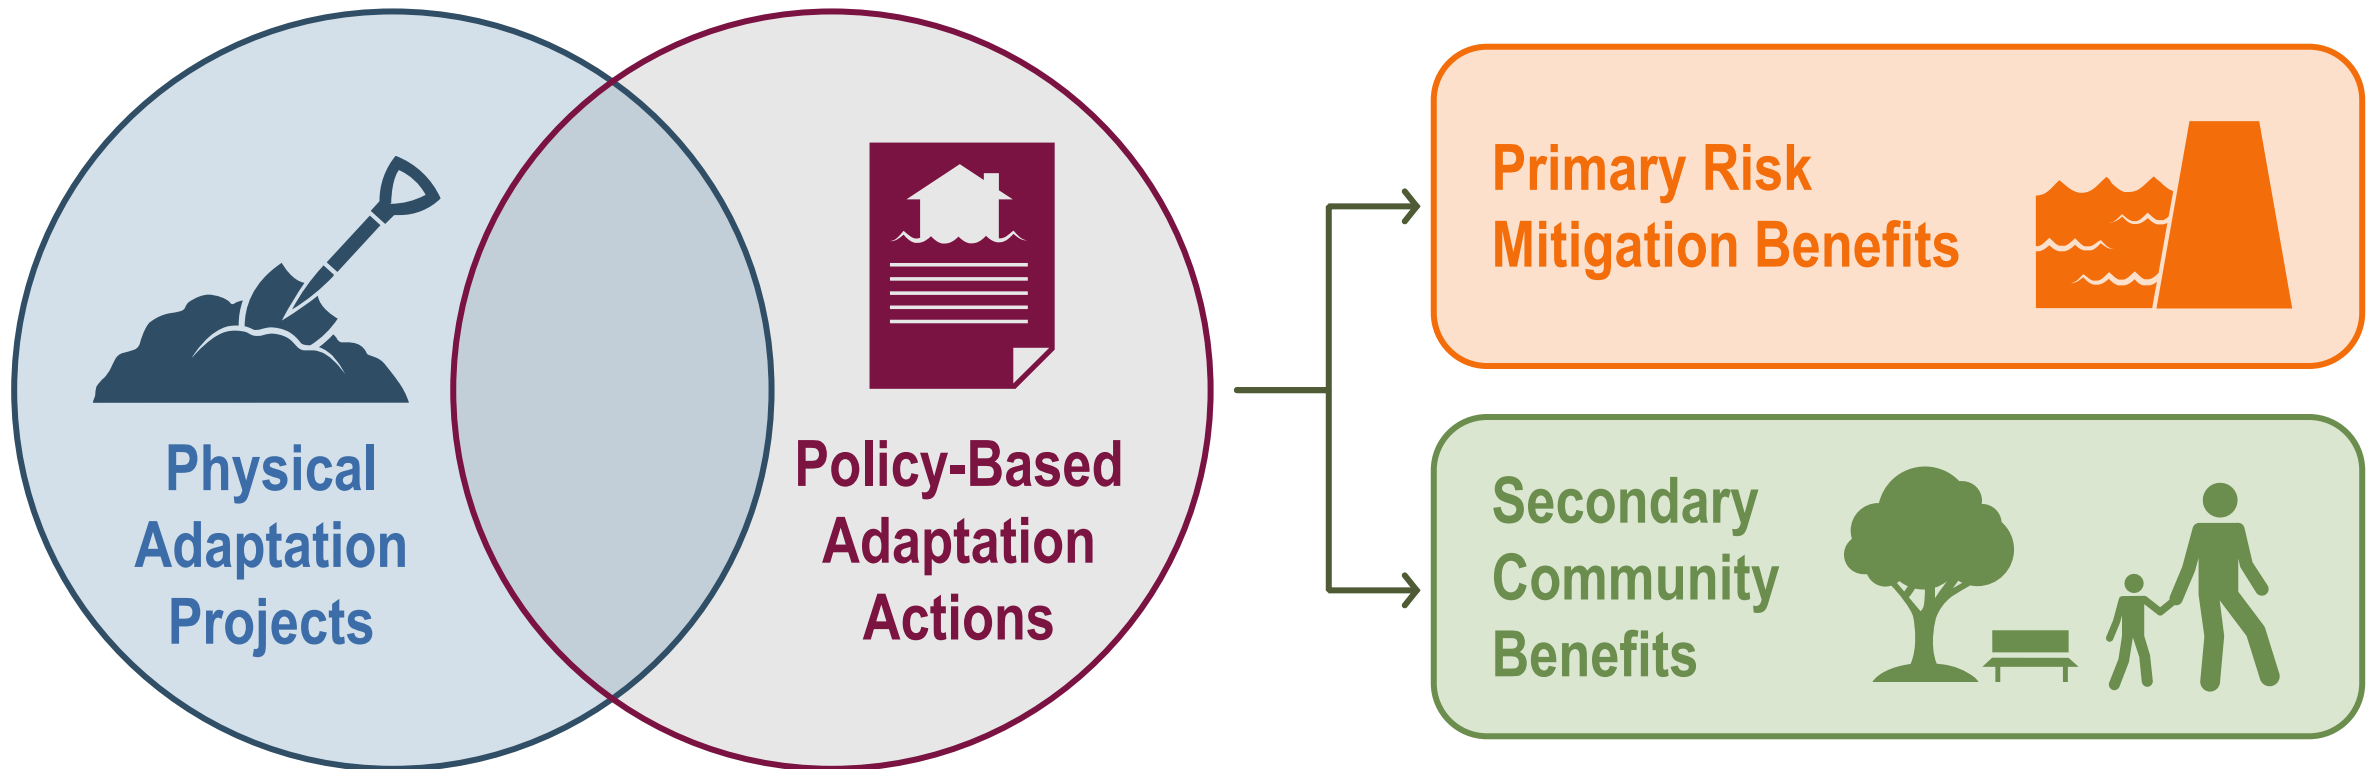 Physical
Adaptation
Projects
Policy-Based
Adaptation
Actions
Primary Risk
Mitigation Benefits
Secondary
Community
Benefits